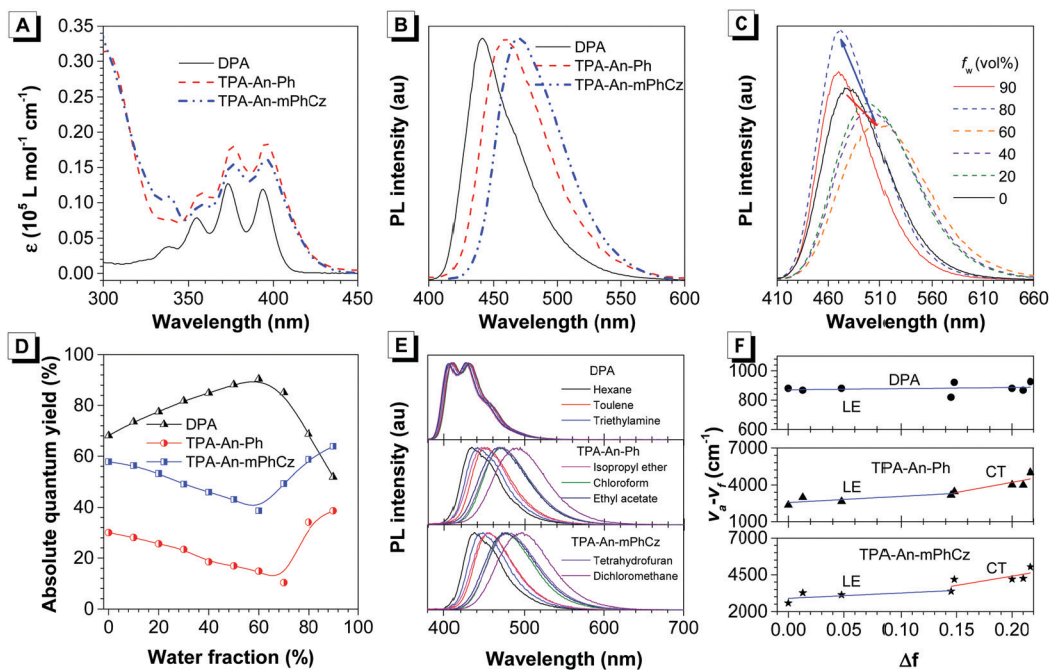 A
DPA
TPA-An-Ph
TPA-An-mPhCz
ε (10⁵ L mol⁻¹ cm⁻¹)
0.35
0.30
0.25
0.20
0.15
0.10
0.05
0.00
300 350 400 450
Wavelength (nm)
B
DPA
TPA-An-Ph
TPA-An-mPhCz
PL intensity (au)
400 450 500 550 600
Wavelength (nm)
C
fw (vol%)
90
80
60
40
20
0
PL intensity (au)
410 460 510 560 610 660
Wavelength (nm)
D
Absolute quantum yield (%)
100
80
60
40
20
0
DPA
TPA-An-Ph
TPA-An-mPhCz
0 20 40 60 80 100
Water fraction (%)
E
DPA
Hexane
Toulene
Triethylamine
TPA-An-Ph
Isopropyl ether
Chloroform
Ethyl acetate
TPA-An-mPhCz
Tetrahydrofuran
Dichloromethane
PL intensity (au)
400 500 600 700
Wavelength (nm)
F
νa-νf (cm⁻¹)
1000
800
600
DPA
LE
7000
4000
1000
TPA-An-Ph
LE
CT
7000
4500
2000
TPA-An-mPhCz
LE
CT
0.00 0.05 0.10 0.15 0.20
Δf